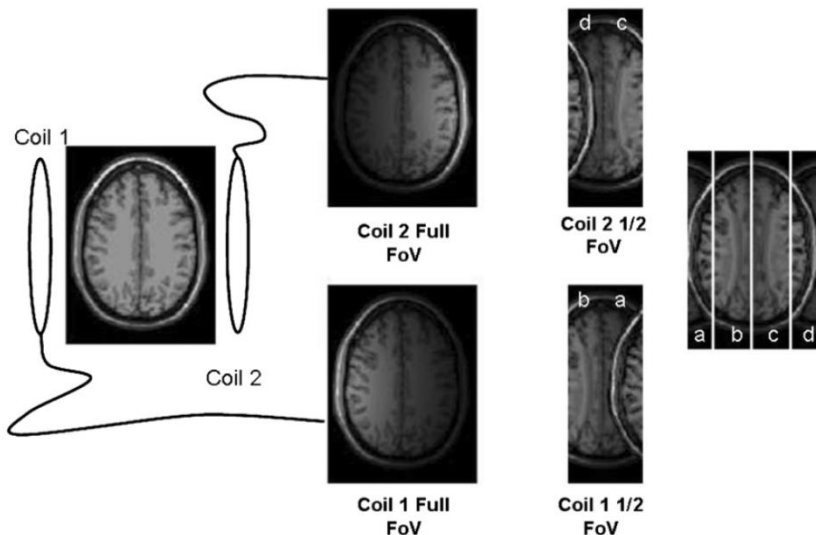 d c
Coil 1
Coil 2 Full
FoV
Coil 2 1/2
FoV
a b c d
b a
Coil 2
Coil 1 Full
FoV
Coil 1 1/2
FoV